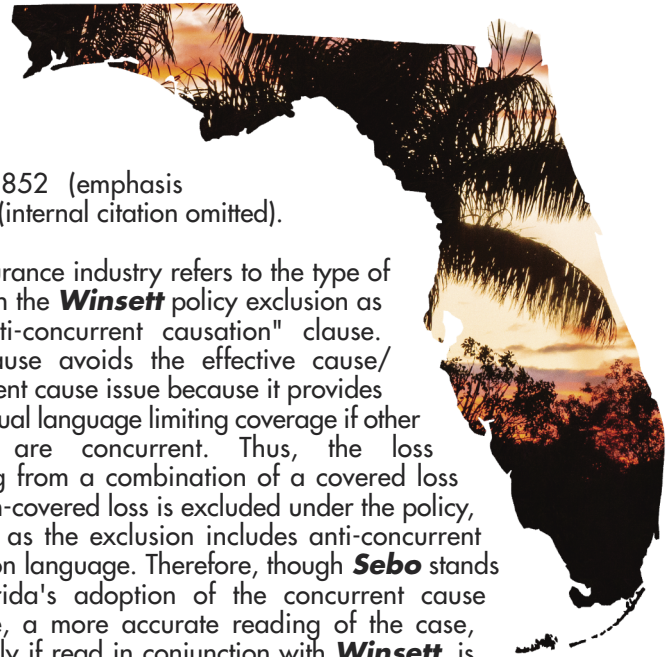 852 (emphasis
(internal citation omitted).
urance industry refers to the type of
the Winsett policy exclusion as
ti-concurrent causation" clause.
ause avoids the effective cause/
ent cause issue because it provides
ual language limiting coverage if other
are concurrent. Thus, the loss
g from a combination of a covered loss
n-covered loss is excluded under the policy,
as the exclusion includes anti-concurrent
on language. Therefore, though Sebo stands
rida's adoption of the concurrent cause
e, a more accurate reading of the case,
ly if read in conjunction with Winsett, is